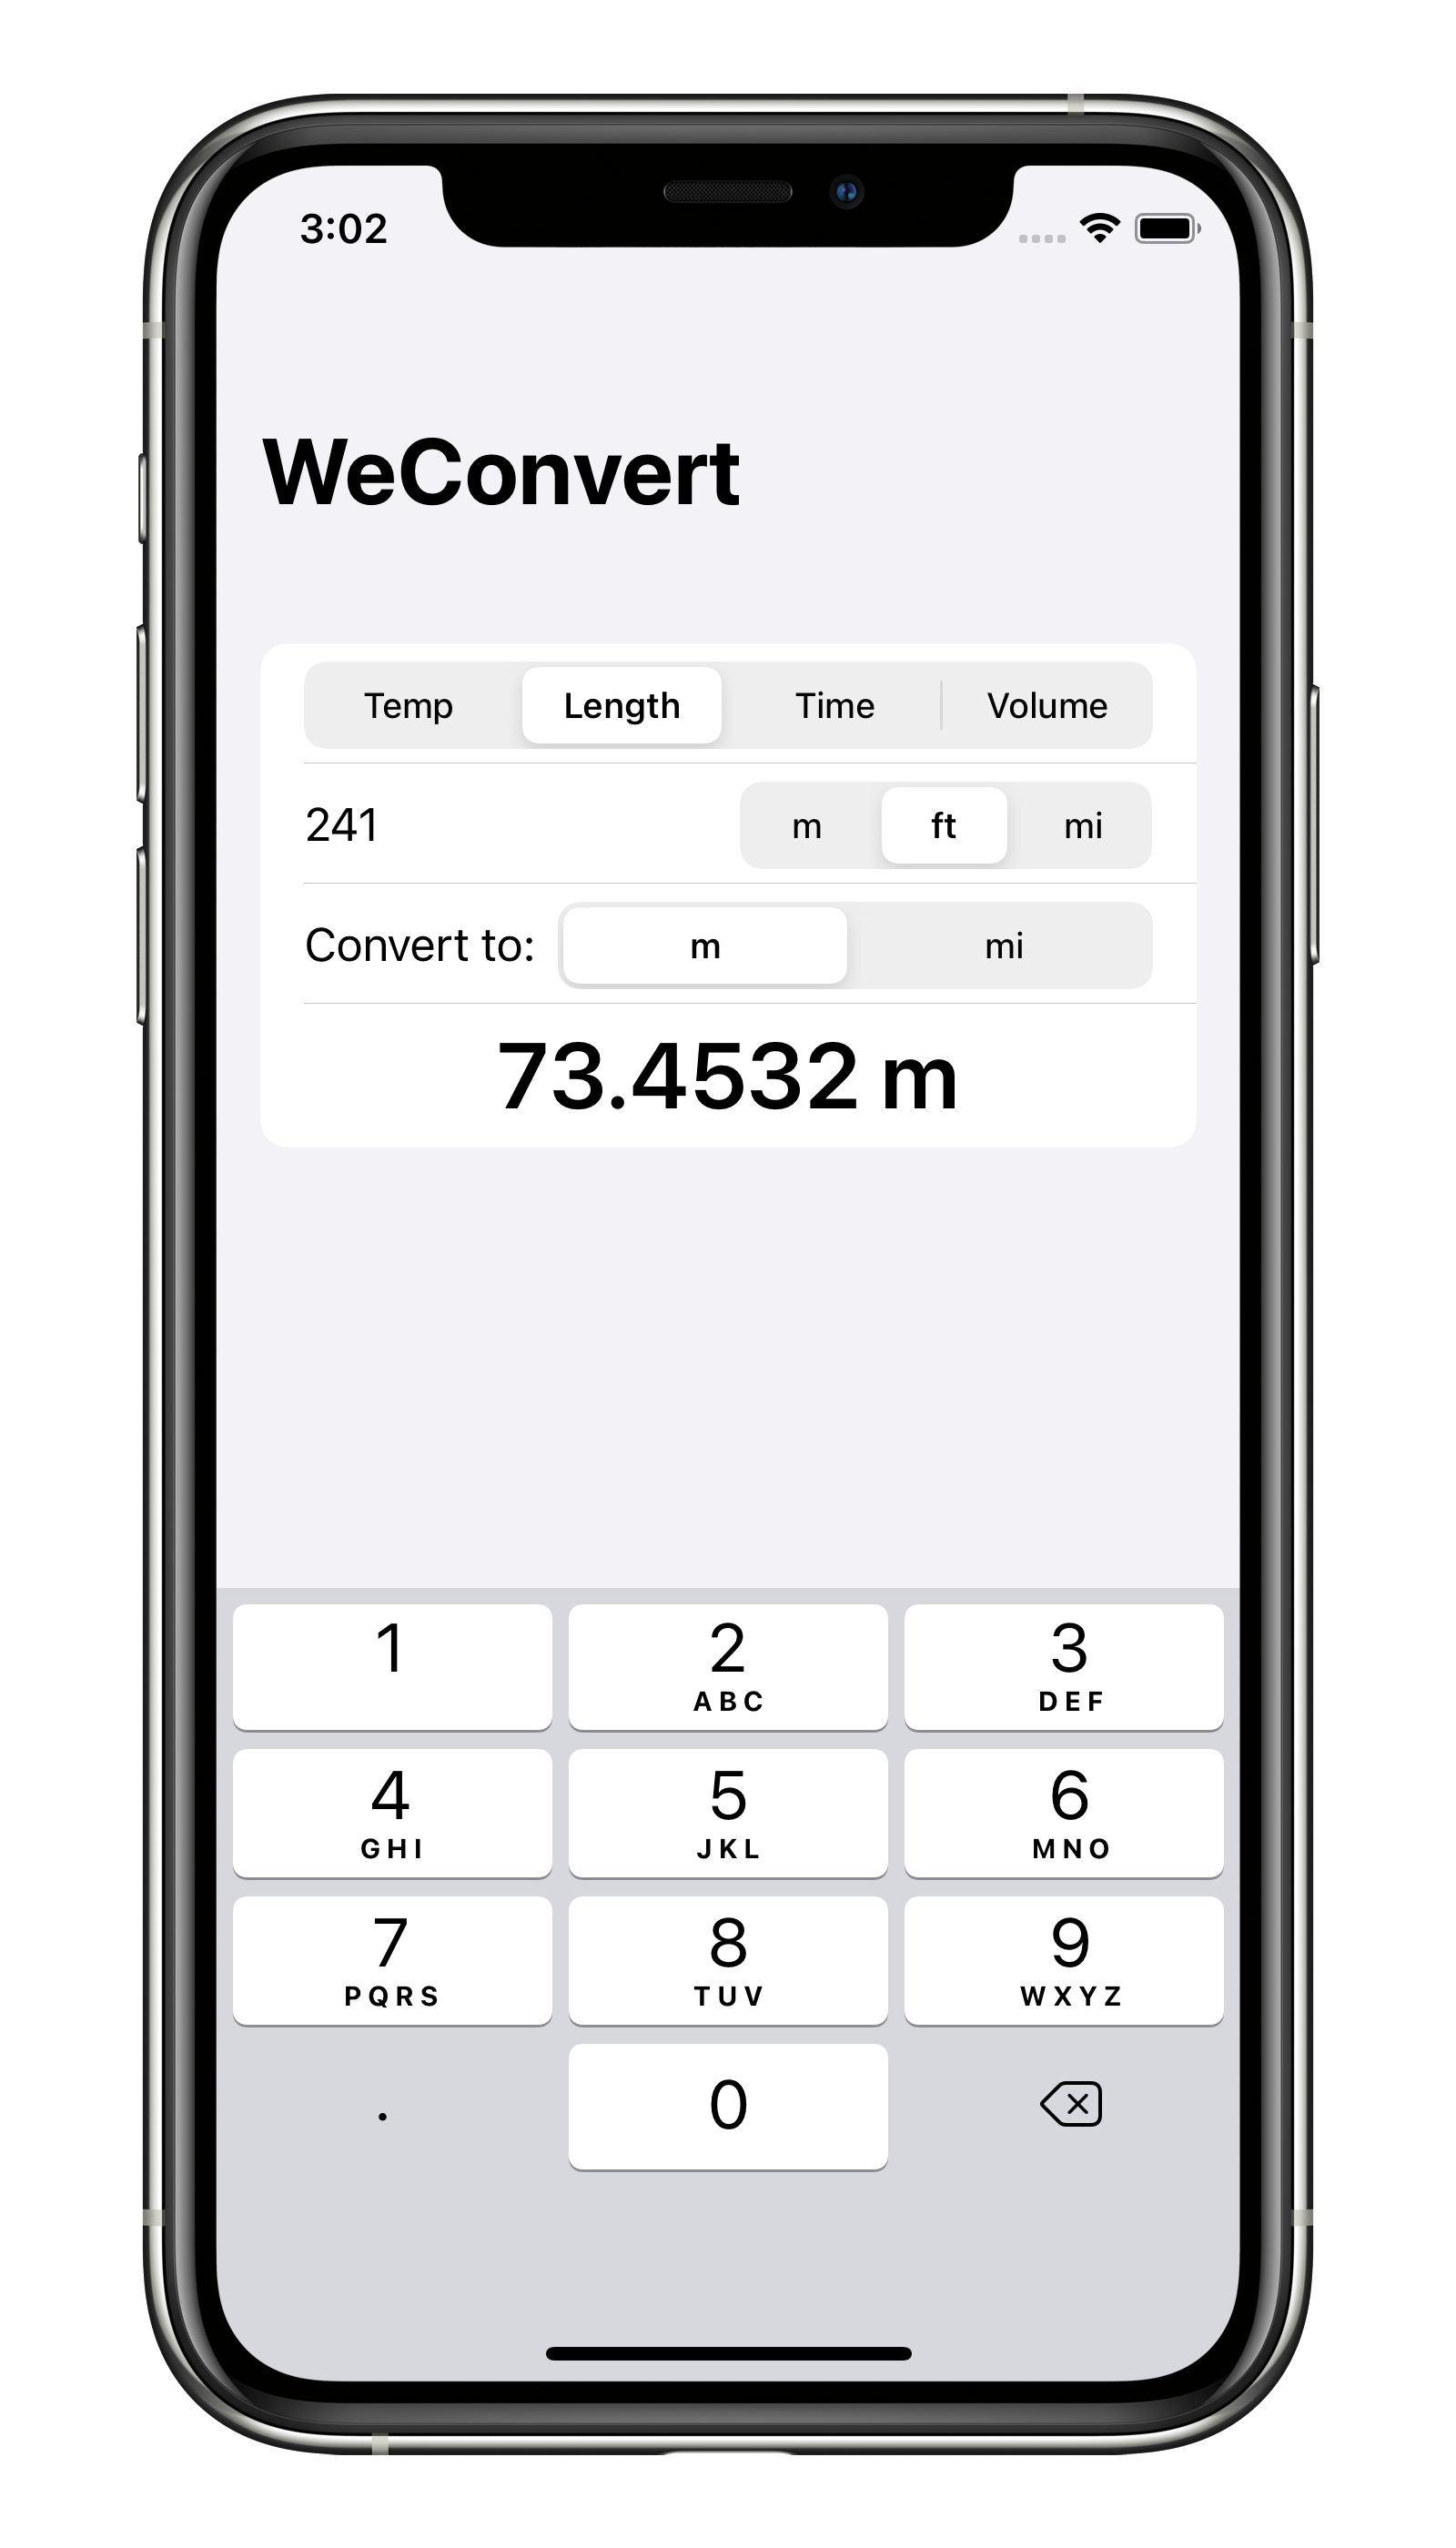 3:02
WeConvert
Temp Length Time Volume
241 m ft mi
Convert to: m mi
73.4532 m
1 2 3
ABC DEF
4 5 6
GHI JKL MNO
7 8 9
PQRS TUV WXYZ
. 0